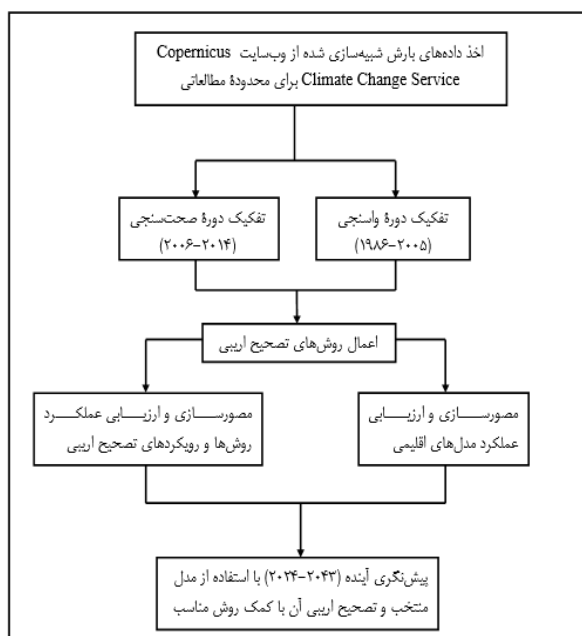 اخذ داده‌های بارش شبیه‌سازی شده از وب‌سایت Copernicus
Climate Change Service برای محدودهٔ مطالعاتی
تفکیک دورهٔ واسنجی
(۱۹۸۶-۲۰۰۵)
تفکیک دورهٔ صحت‌سنجی
(۲۰۰۶-۲۰۱۴)
اعمال روش‌های تصحیح اریبی
مصورسازی و ارزیابی
عملکرد مدل‌های اقلیمی
مصورسازی و ارزیابی عملکرد
روش‌ها و رویکردهای تصحیح اریبی
پیش‌نگری آینده (۲۰۲۴-۲۰۴۳) با استفاده از مدل
منتخب و تصحیح اریبی آن با کمک روش مناسب